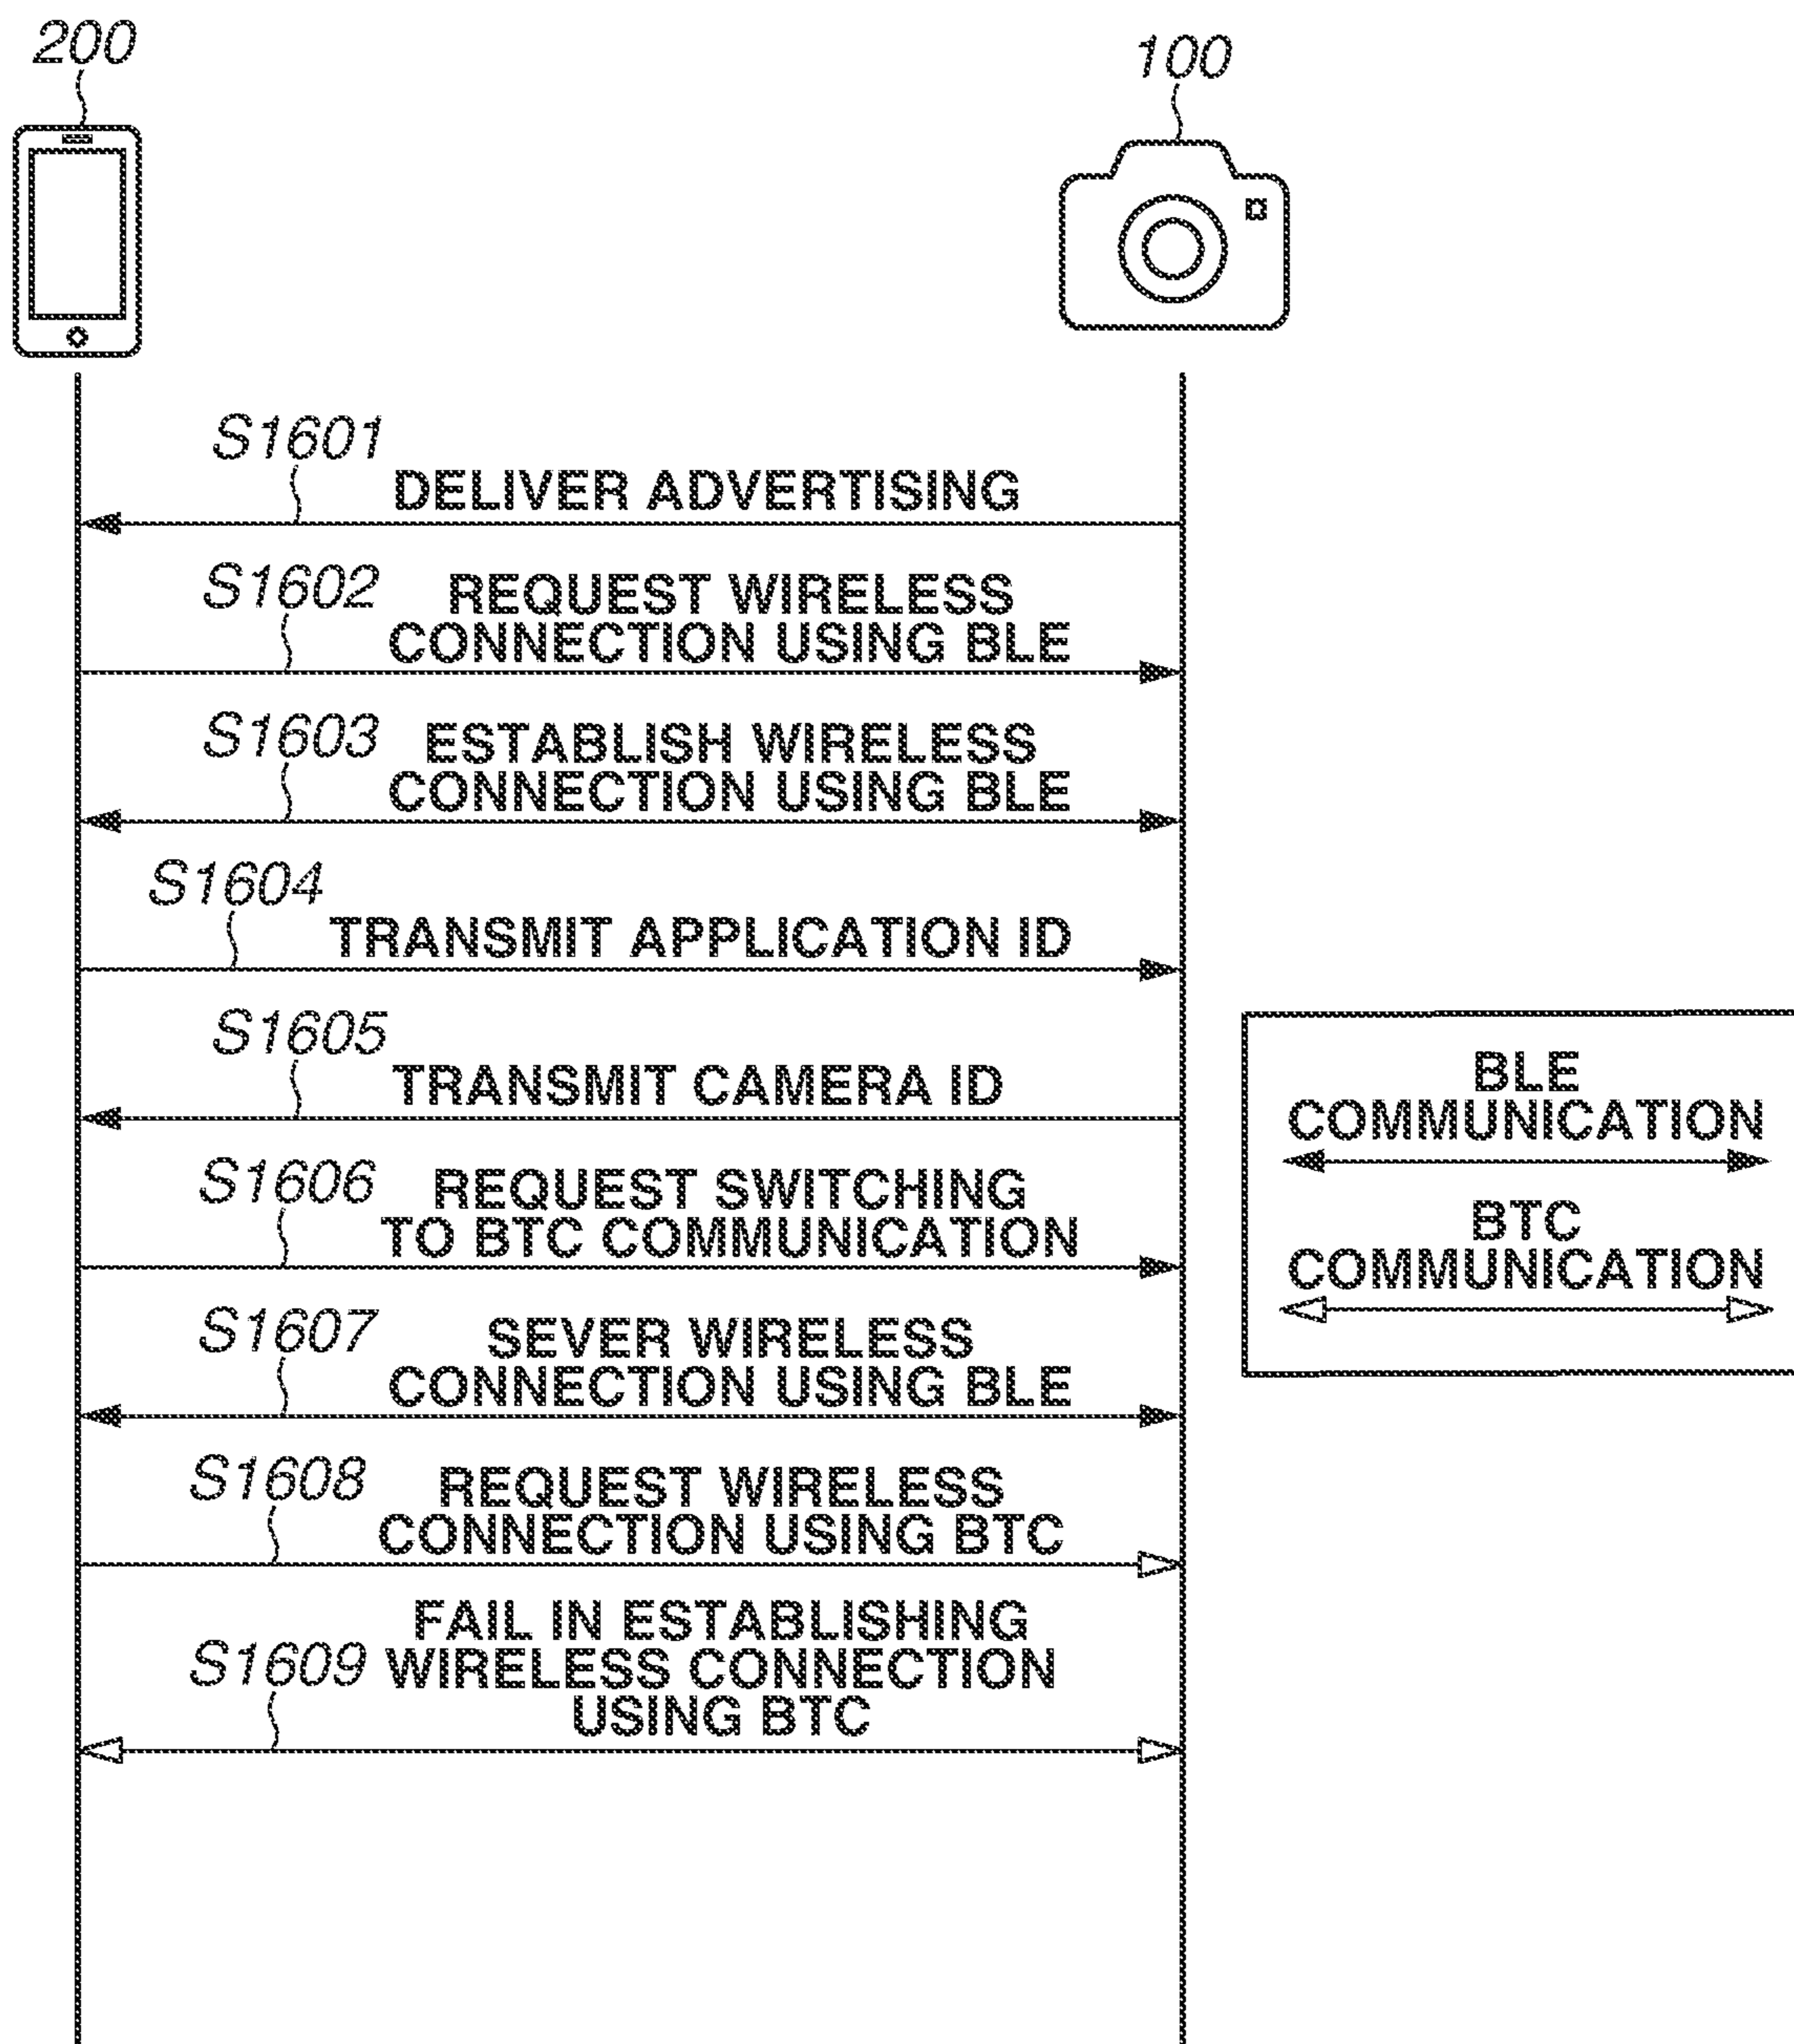 200
100
S1601
DELIVER ADVERTISING
S1602
REQUEST WIRELESS
CONNECTION USING BLE
S1603
ESTABLISH WIRELESS
CONNECTION USING BLE
S1604
TRANSMIT APPLICATION ID
S1605
TRANSMIT CAMERA ID
S1606
REQUEST SWITCHING
TO BTC COMMUNICATION
S1607
SEVER WIRELESS
CONNECTION USING BLE
S1608
REQUEST WIRELESS
CONNECTION USING BTC
S1609
FAIL IN ESTABLISHING
WIRELESS CONNECTION
USING BTC
BLE
COMMUNICATION
BTC
COMMUNICATION